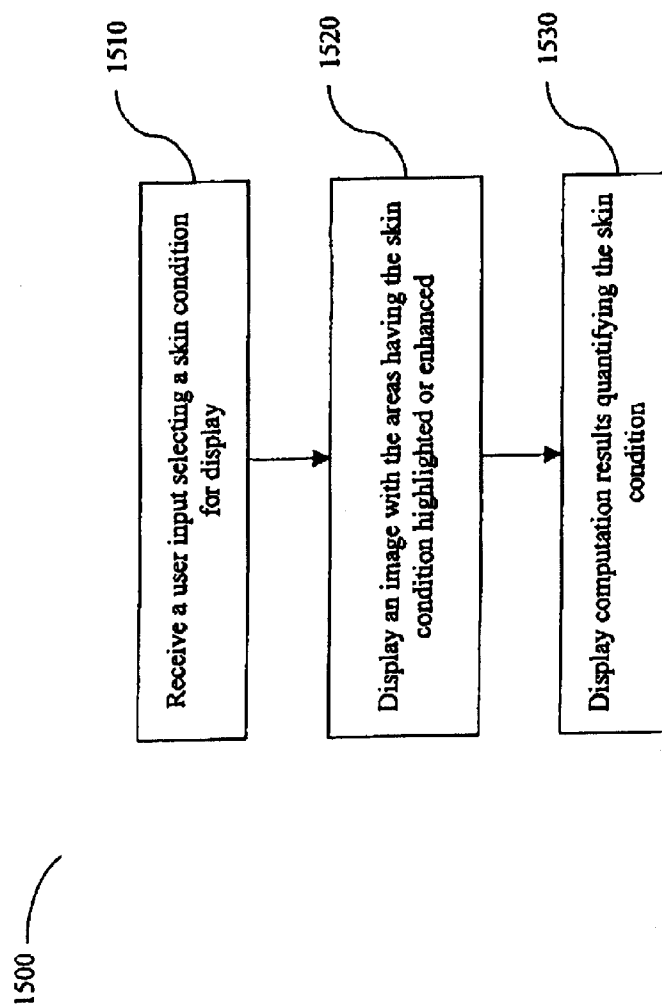 1500
1510
Receive a user input selecting a skin condition
for display
1520
Display an image with the areas having the skin
condition highlighted or enhanced
1530
Display computation results quantifying the skin
condition